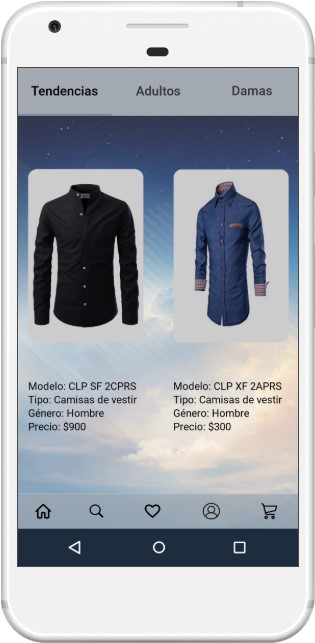 Tendencias Adultos Damas
Modelo: CLP SF 2CPRS
Tipo: Camisas de vestir
Género: Hombre
Precio: $900
Modelo: CLP XF 2APRS
Tipo: Camisas de vestir
Género: Hombre
Precio: $300